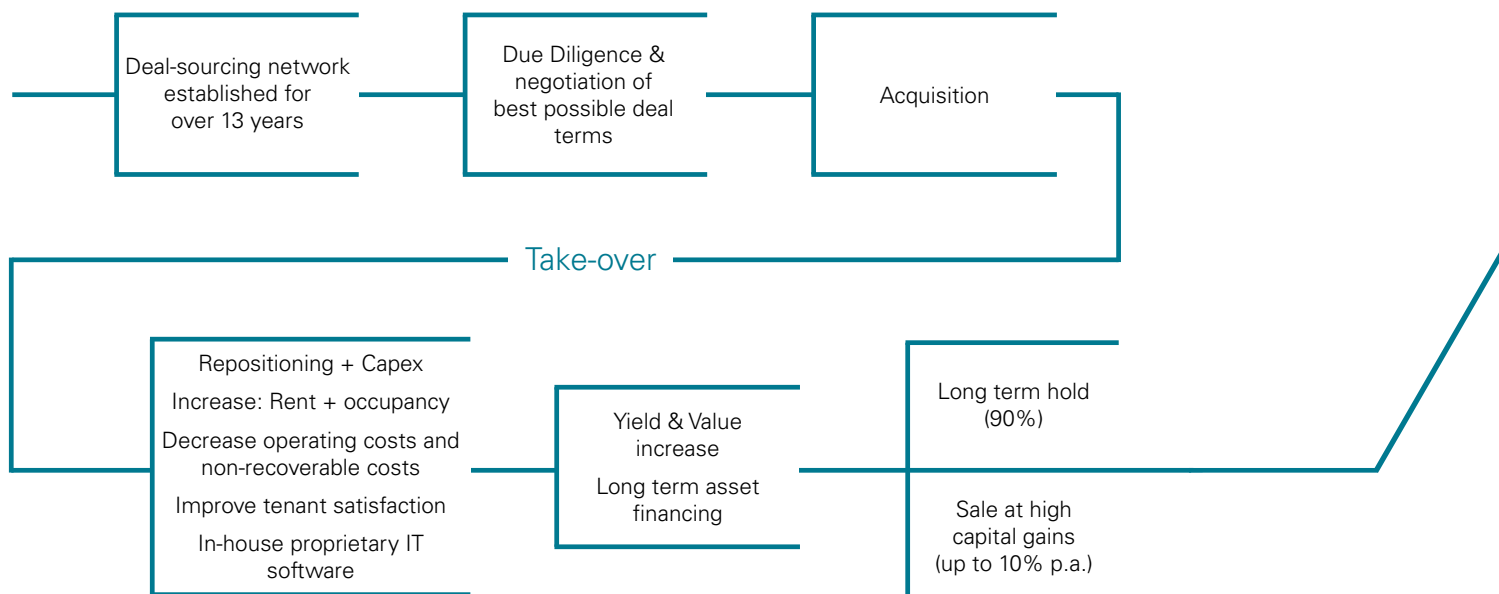 Deal-sourcing network
established for
over 13 years
Due Diligence &
negotiation of
best possible deal
terms
Acquisition
Take-over
Repositioning + Capex
Increase: Rent + occupancy
Decrease operating costs and
non-recoverable costs
Improve tenant satisfaction
In-house proprietary IT
software
Yield & Value
increase
Long term asset
financing
Long term hold
(90%)
Sale at high
capital gains
(up to 10% p.a.)